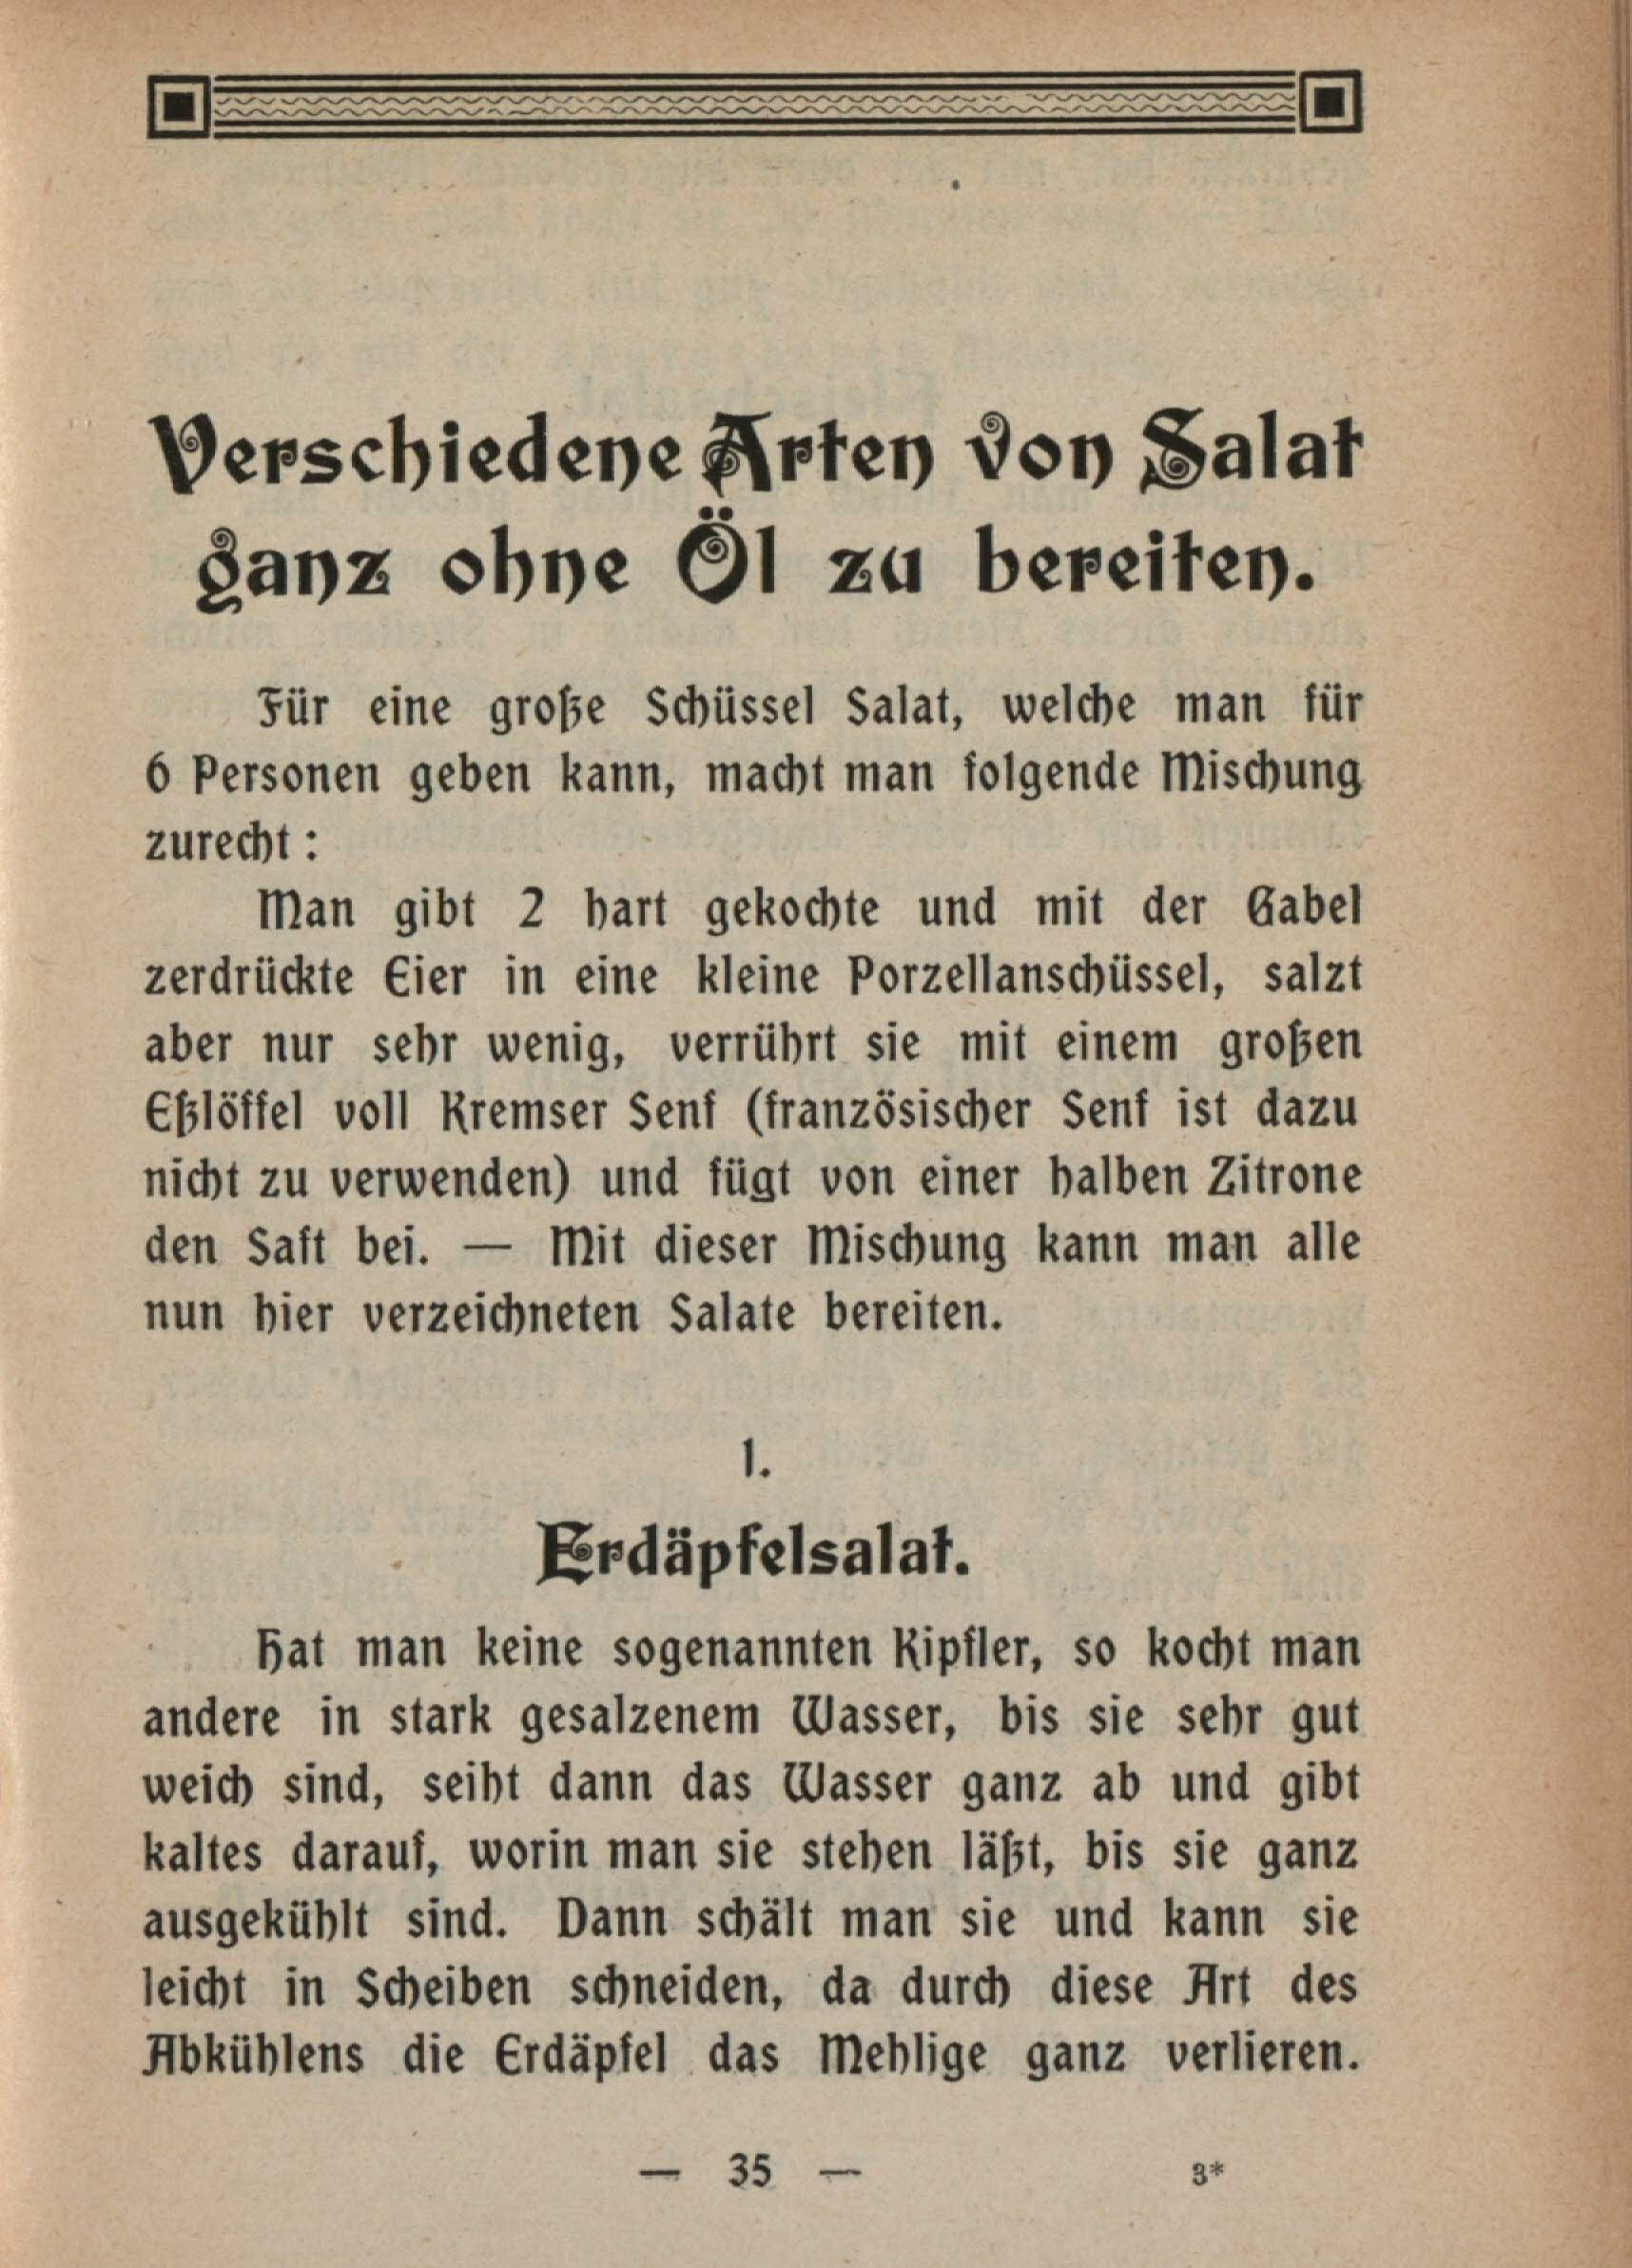 Verschiedene Arten von Salat
ganz ohne Öl zu bereiten.
Für eine große Schüssel Salat, welche man für
6 Personen geben kann, macht man folgende Mischung
zurecht:
Man gibt 2 hart gekochte und mit der Gabel
zerdrückte Eier in eine kleine Porzellanschüssel, salzt
aber nur sehr wenig, verrührt sie mit einem großen
Eßlöffel voll Kremser Senf (französischer Senf ist dazu
nicht zu verwenden) und fügt von einer halben Zitrone
den Saft bei. — Mit dieser Mischung kann man alle
nun hier verzeichneten Salate bereiten.
1.
Erdäpfelsalat.
Hat man keine sogenannten Kipfler, so kocht man
andere in stark gesalzenem Wasser, bis sie sehr gut
weich sind, seiht dann das Wasser ganz ab und gibt
kaltes darauf, worin man sie stehen läßt, bis sie ganz
ausgekühlt sind. Dann schält man sie und kann sie
leicht in Scheiben schneiden, da durch diese Art des
Abkühlens die Erdäpfel das Mehlige ganz verlieren.
— 35 — 3*